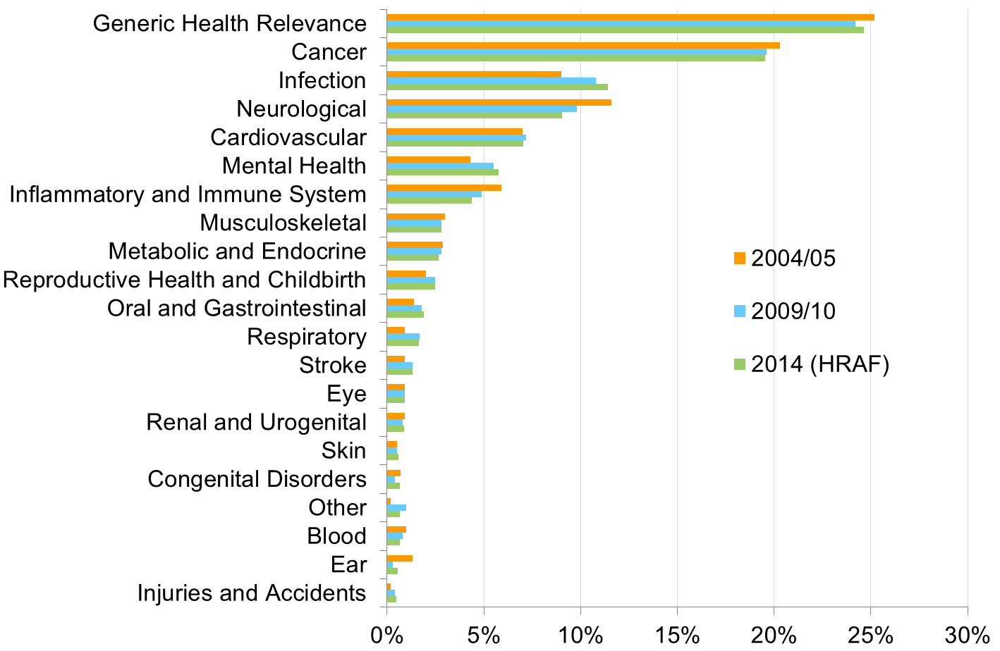 Generic Health Relevance
Cancer
Infection
Neurological
Cardiovascular
Mental Health
Inflammatory and Immune System
Musculoskeletal
Metabolic and Endocrine
Reproductive Health and Childbirth
Oral and Gastrointestinal
Respiratory
Stroke
Eye
Renal and Urogenital
Skin
Congenital Disorders
Other
Blood
Ear
Injuries and Accidents
2004/05
2009/10
2014 (HRAF)
0% 5% 10% 15% 20% 25% 30%